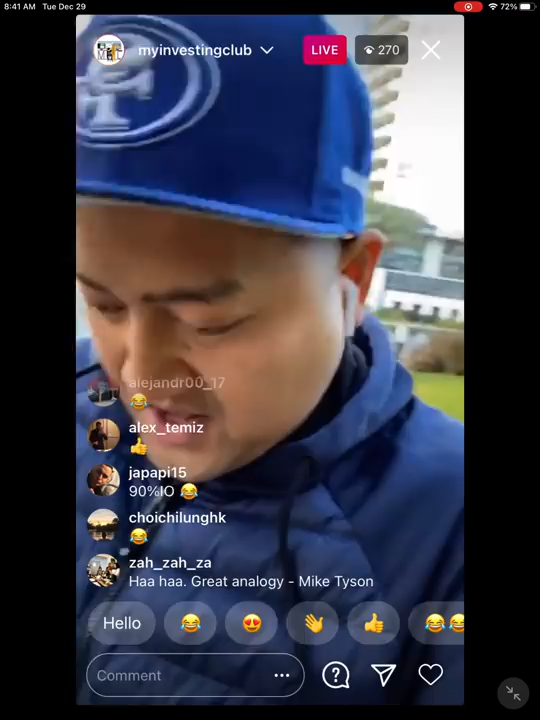 8:41 AM Tue Dec 29
72%
myinvestingclub
LIVE
270
alejandr00_17
😂
alex_temiz
👍
japapi15
90%IO 😂
choichilunghk
😂
zah_zah_za
Haa haa. Great analogy - Mike Tyson
Hello 😂 😍 👋 👍 😂😂
Comment